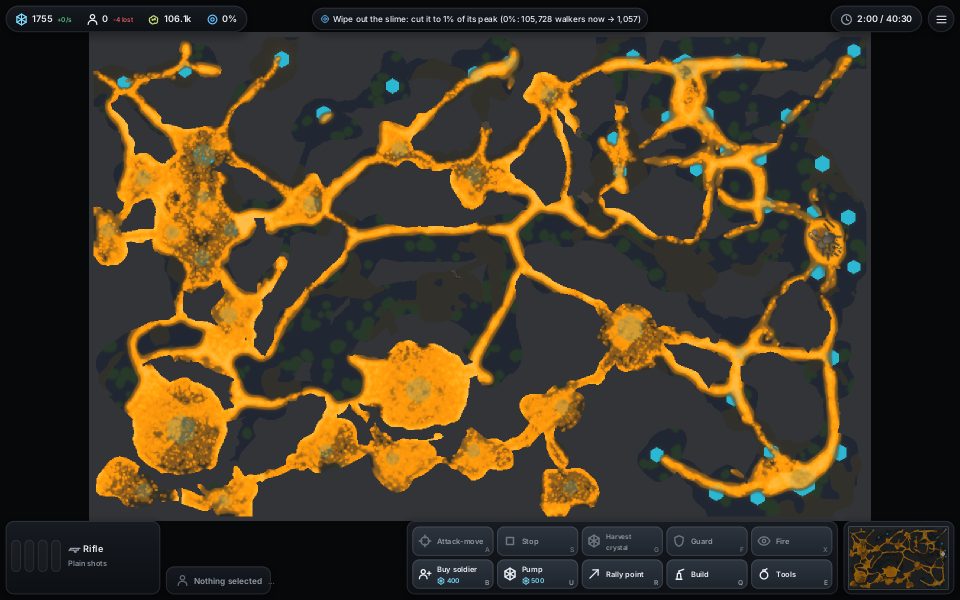 1755 +0/s 0 -4 lost 106.1k 0%
Wipe out the slime: cut it to 1% of its peak (0%: 105,728 walkers now → 1,057)
2:00 / 40:30
Rifle
Plain shots
Nothing selected ...
Attack-move A
Stop S
Harvest crystal G
Guard F
Fire X
Buy soldier 400 B
Pump 500 U
Rally point R
Build Q
Tools E